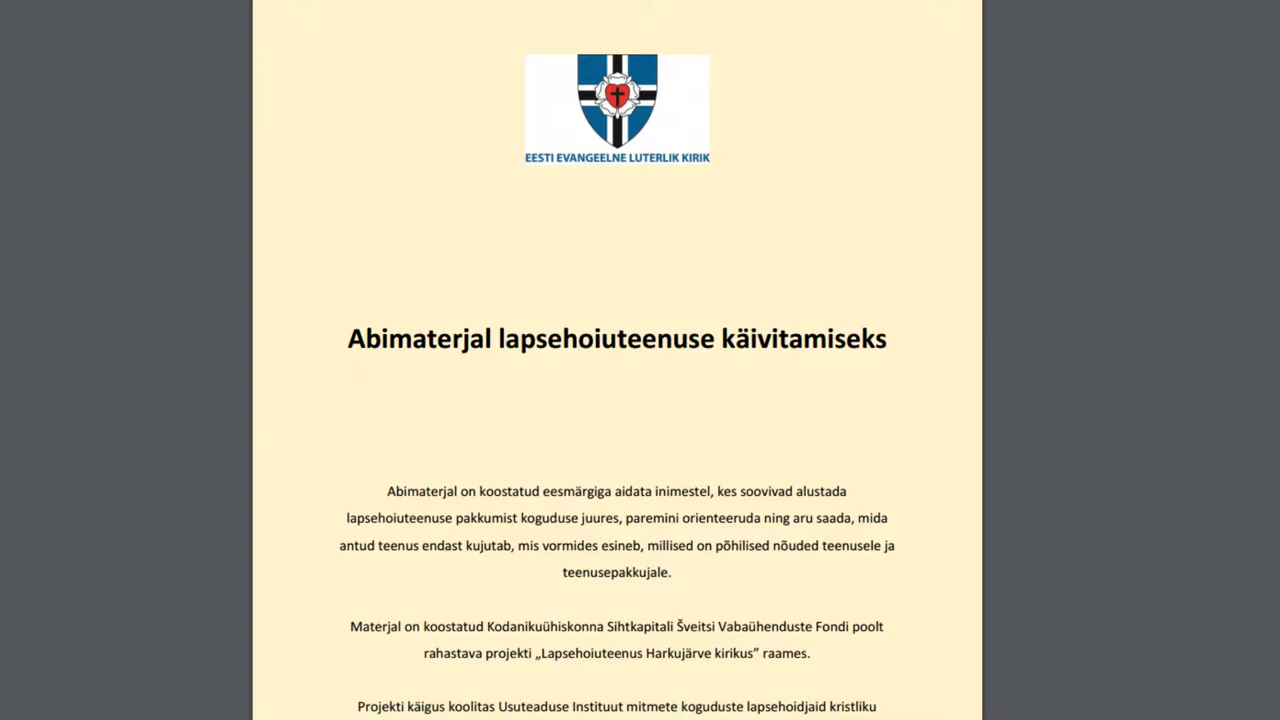 EESTI EVANGEELNE LUTERLIK KIRIK
Abimaterjal lapsehoiuteenuse käivitamiseks
Abimaterjal on koostatud eesmärgiga aidata inimestel, kes soovivad alustada
lapsehoiuteenuse pakkumist koguduse juures, paremini orienteeruda ning aru saada, mida
antud teenus endast kujutab, mis vormides esineb, millised on põhilised nõuded teenusele ja
teenusepakkujale.
Materjal on koostatud Kodanikuühiskonna Sihtkapitali Šveitsi Vabaühenduste Fondi poolt
rahastava projekti „Lapsehoiuteenus Harkujärve kirikus” raames.
Projekti käigus koolitas Usuteaduse Instituut mitmete koguduste lapsehoidjaid kristliku